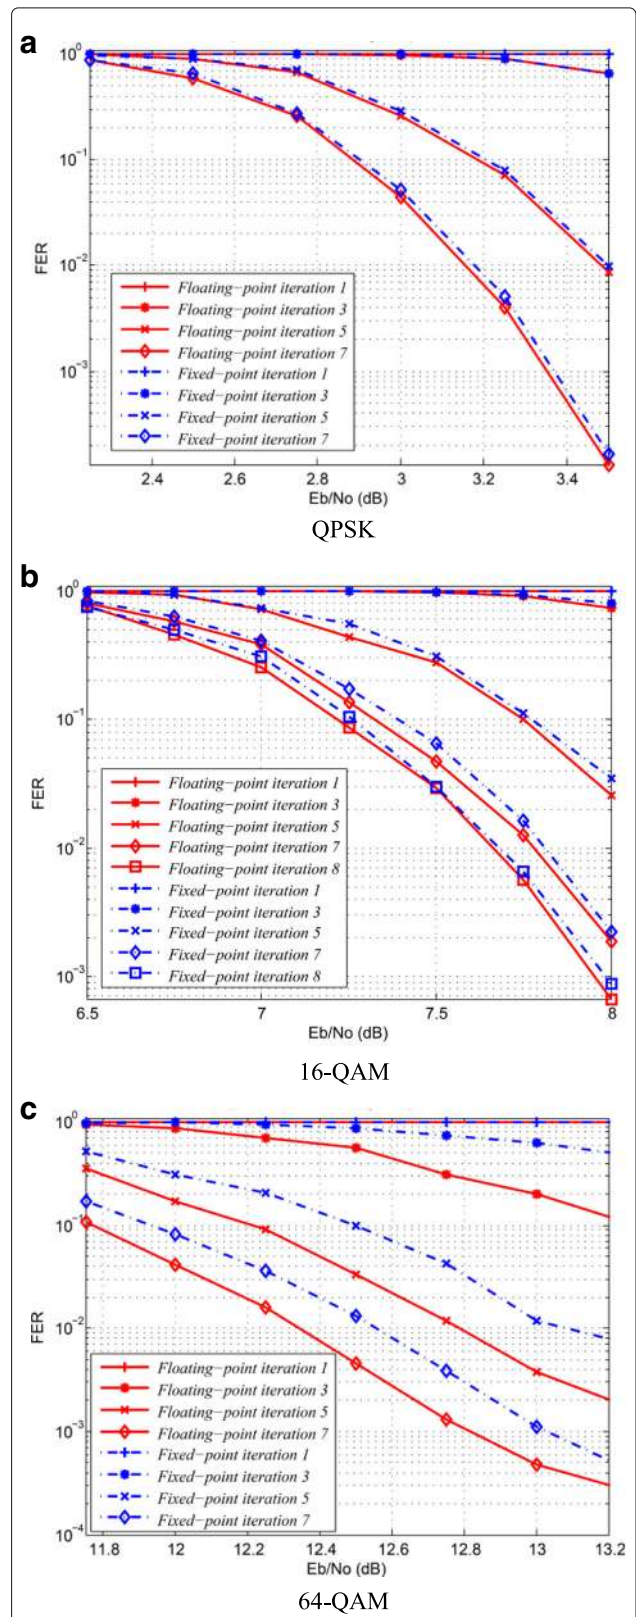 a
10^0
10^-1
10^-2
10^-3
FER
Floating-point iteration 1
Floating-point iteration 3
Floating-point iteration 5
Floating-point iteration 7
Fixed-point iteration 1
Fixed-point iteration 3
Fixed-point iteration 5
Fixed-point iteration 7
2.4 2.6 2.8 3 3.2 3.4
Eb/No (dB)
QPSK
b
10^0
10^-1
10^-2
10^-3
FER
Floating-point iteration 1
Floating-point iteration 3
Floating-point iteration 5
Floating-point iteration 7
Floating-point iteration 8
Fixed-point iteration 1
Fixed-point iteration 3
Fixed-point iteration 5
Fixed-point iteration 7
Fixed-point iteration 8
6.5 7 7.5 8
Eb/No (dB)
16-QAM
c
10^0
10^-1
10^-2
10^-3
10^-4
FER
Floating-point iteration 1
Floating-point iteration 3
Floating-point iteration 5
Floating-point iteration 7
Fixed-point iteration 1
Fixed-point iteration 3
Fixed-point iteration 5
Fixed-point iteration 7
11.8 12 12.2 12.4 12.6 12.8 13 13.2
Eb/No (dB)
64-QAM